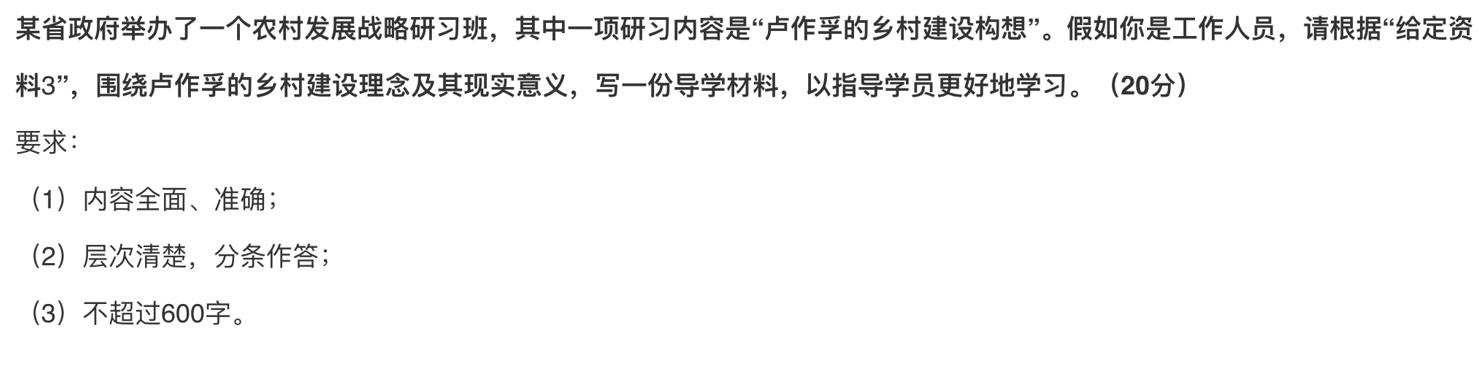 某省政府举办了一个农村发展战略研习班，其中一项研习内容是“卢作孚的乡村建设构想”。假如你是工作人员，请根据“给定资
料3”，围绕卢作孚的乡村建设理念及其现实意义，写一份导学材料，以指导学员更好地学习。（20分）
要求：
（1）内容全面、准确；
（2）层次清楚，分条作答；
（3）不超过600字。